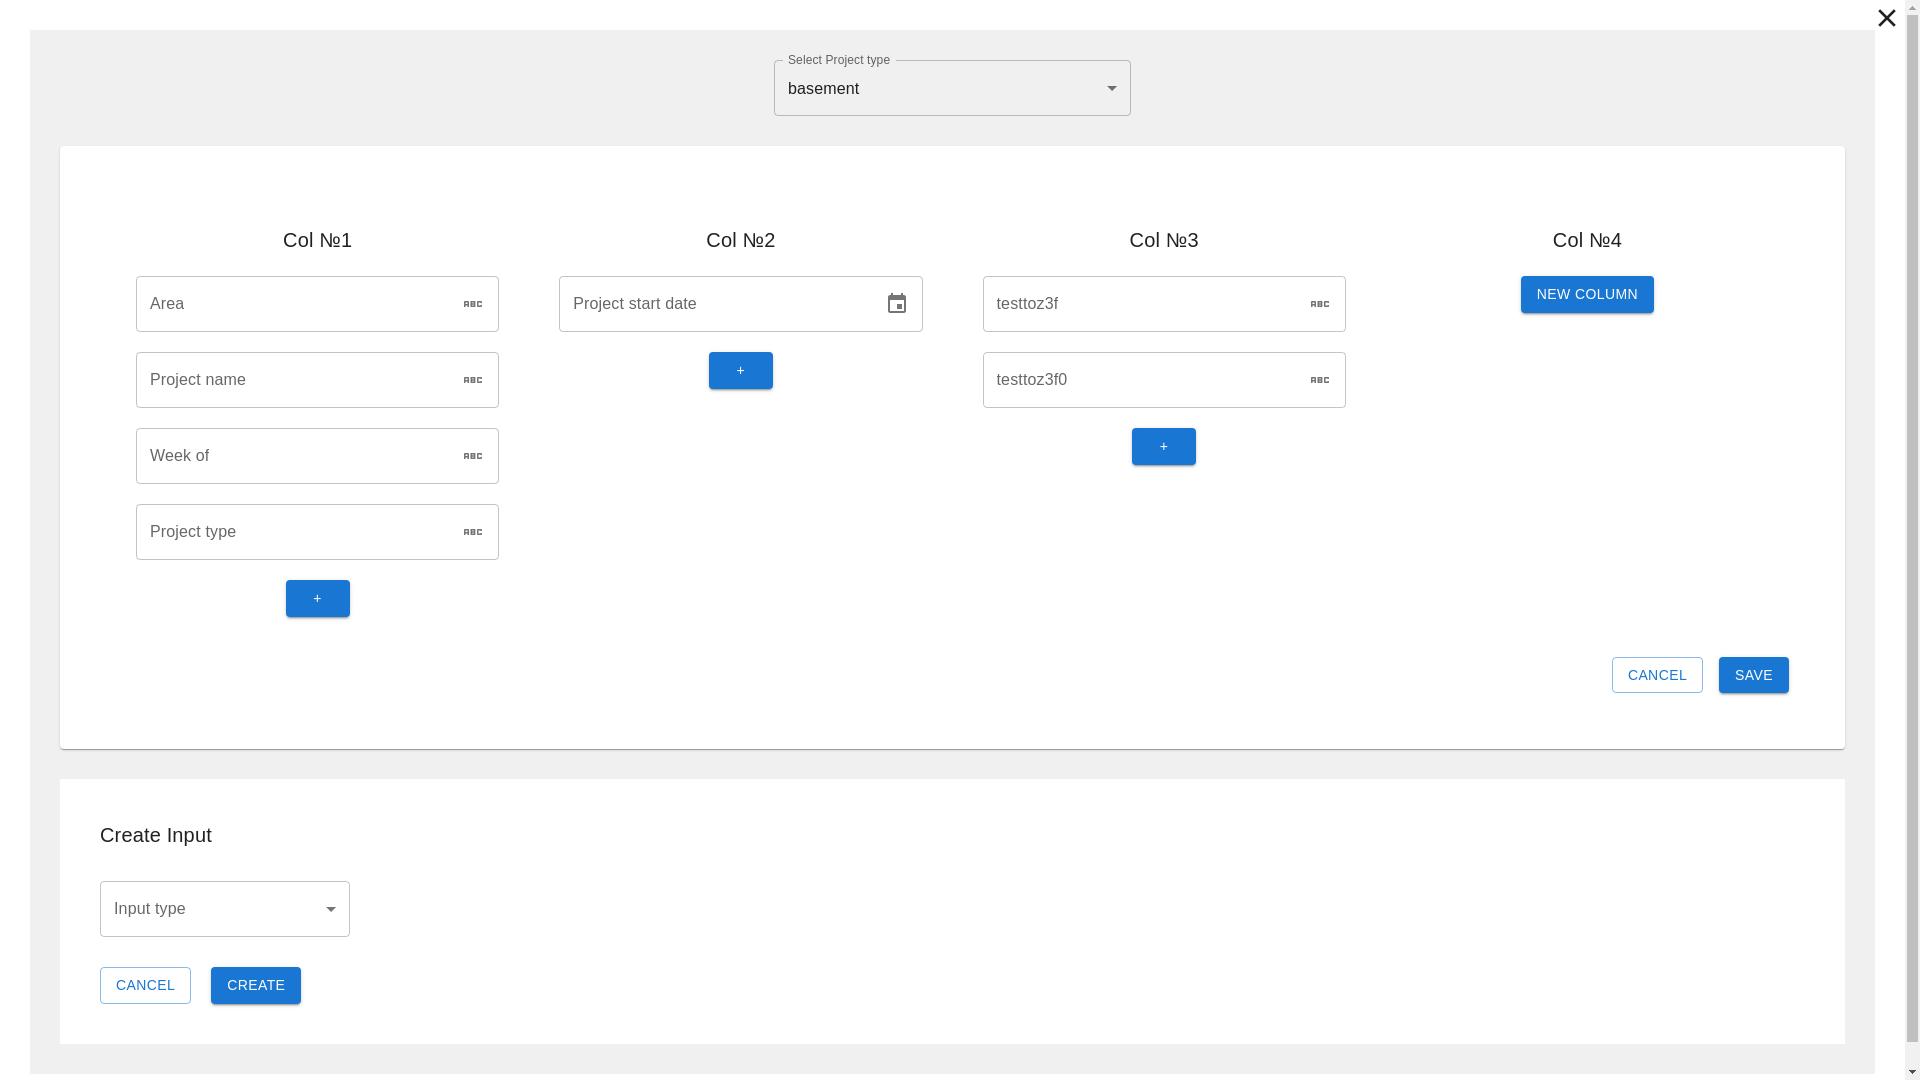 Select Project type
basement
Col №1
Col №2
Col №3
Col №4
Area ABC
Project start date
testtoz3f ABC
NEW COLUMN
Project name ABC
+
testtoz3f0 ABC
Week of ABC
+
Project type ABC
+
CANCEL
SAVE
Create Input
Input type
CANCEL
CREATE